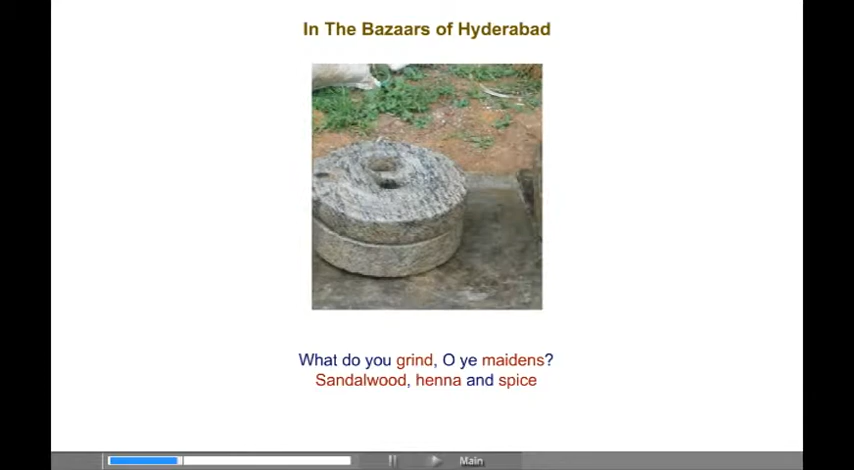 In The Bazaars of Hyderabad
What do you grind, O ye maidens?
Sandalwood, henna and spice
Main